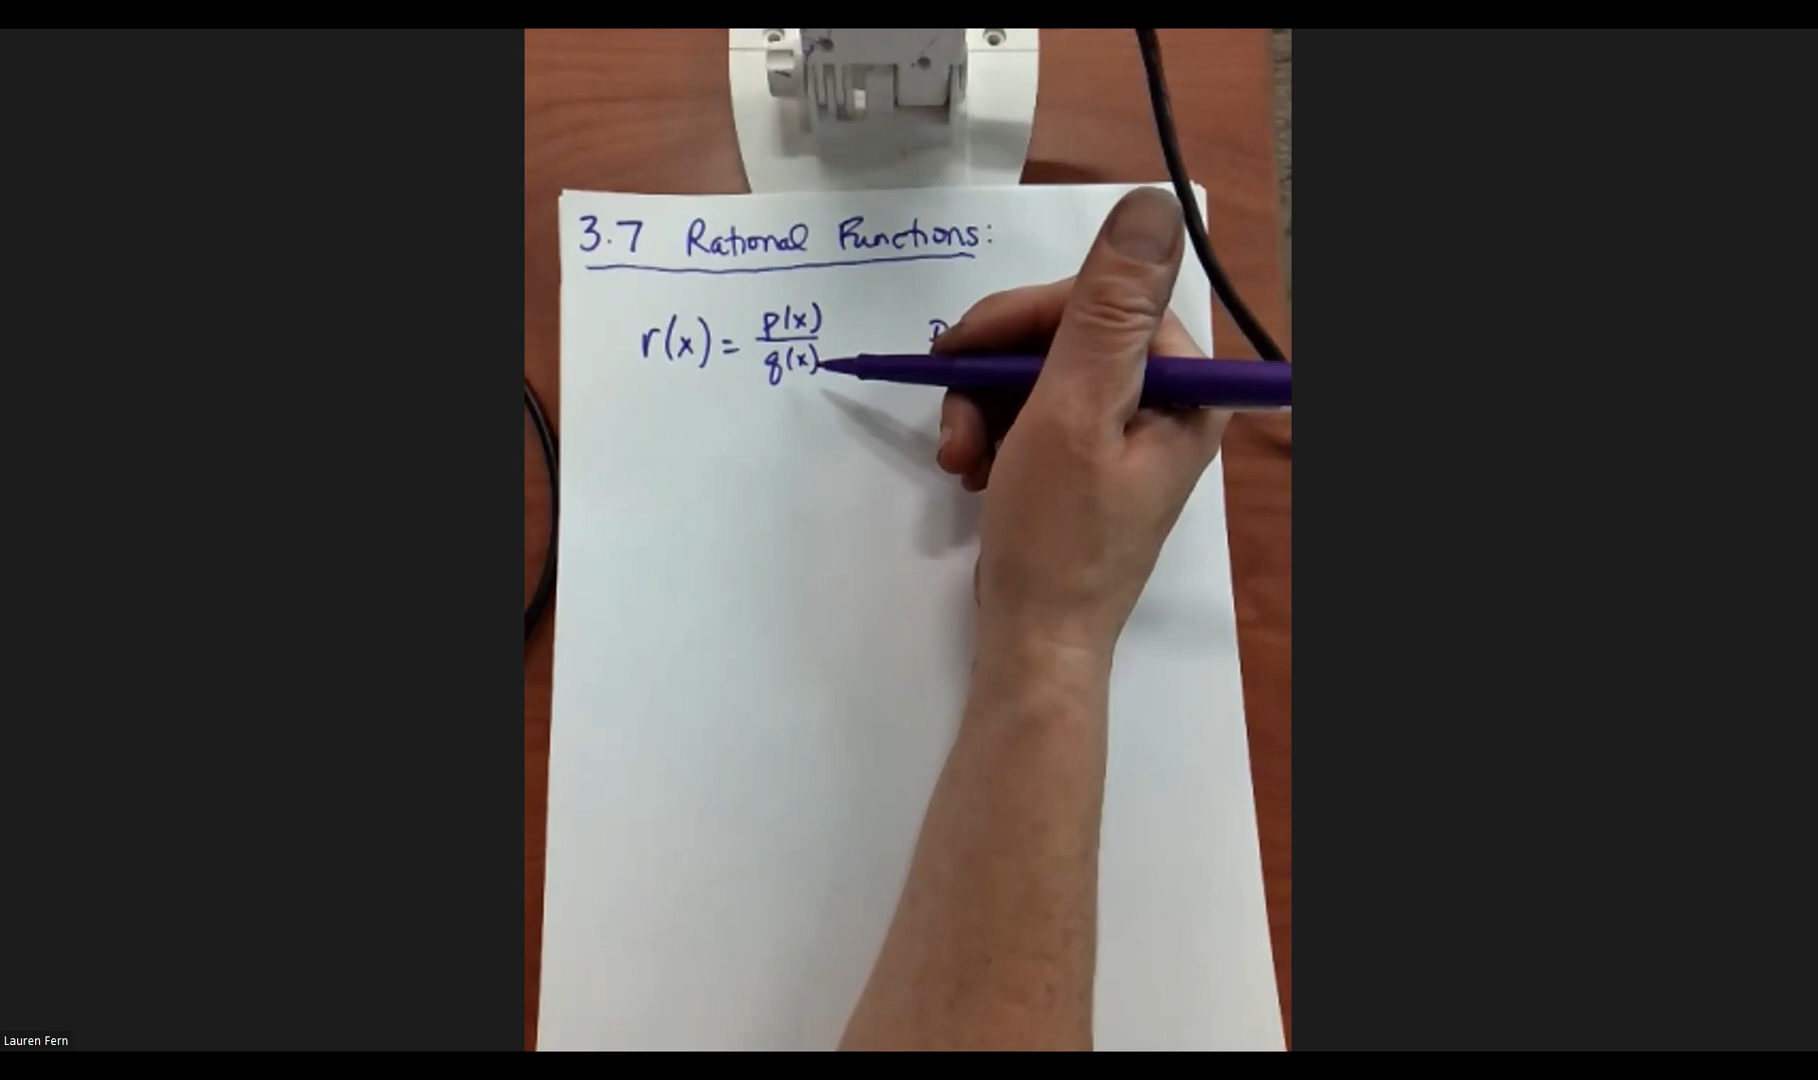 3.7 Rational Functions:
r(x) = p(x)/q(x) D
Lauren Fern